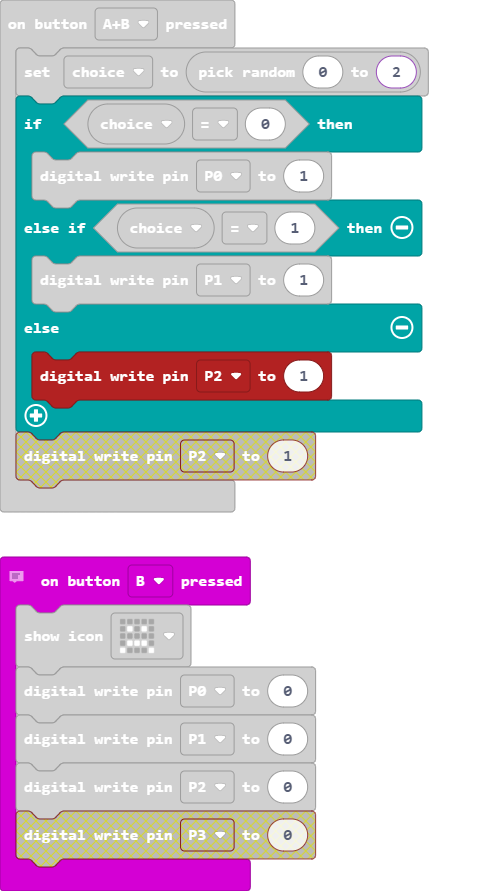 on button A+B pressed
set choice to pick random 0 to 2
if choice = 0 then
digital write pin P0 to 1
else if choice = 1 then
digital write pin P1 to 1
else
digital write pin P2 to 1
digital write pin P2 to 1
on button B pressed
show icon
digital write pin P0 to 0
digital write pin P1 to 0
digital write pin P2 to 0
digital write pin P3 to 0